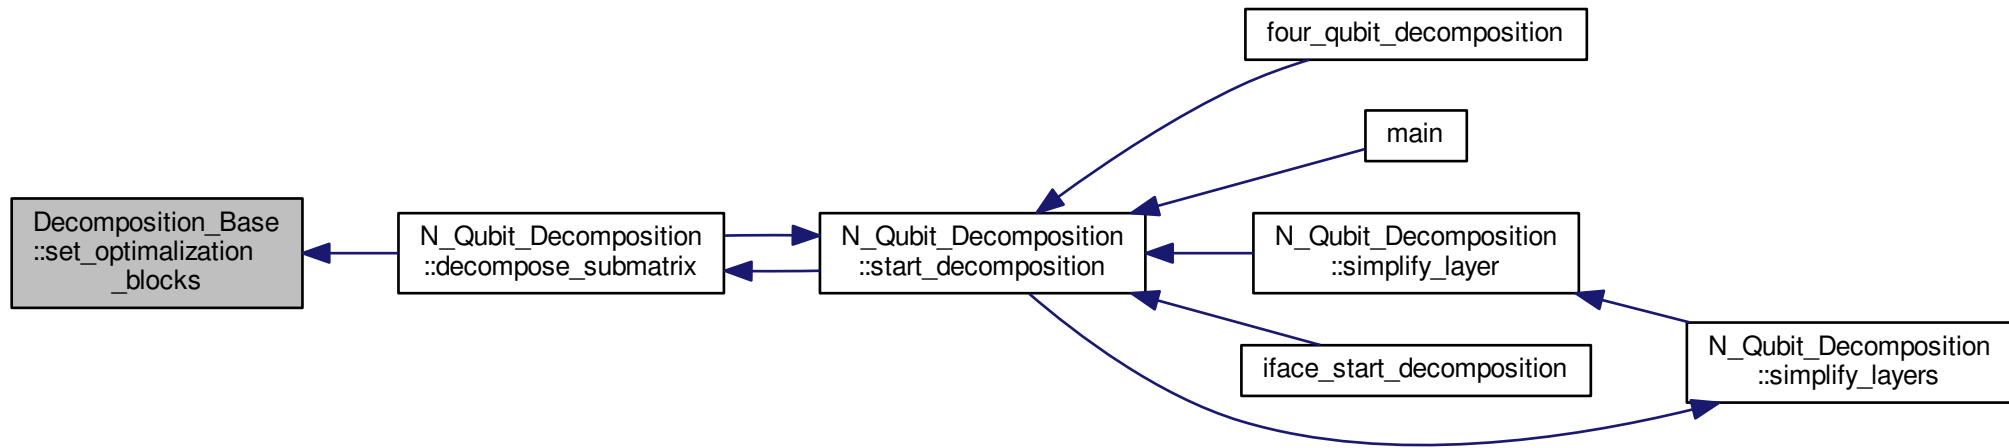 four_qubit_decomposition
main
Decomposition_Base
::set_optimalization
_blocks
N_Qubit_Decomposition
::decompose_submatrix
N_Qubit_Decomposition
::start_decomposition
N_Qubit_Decomposition
::simplify_layer
iface_start_decomposition
N_Qubit_Decomposition
::simplify_layers